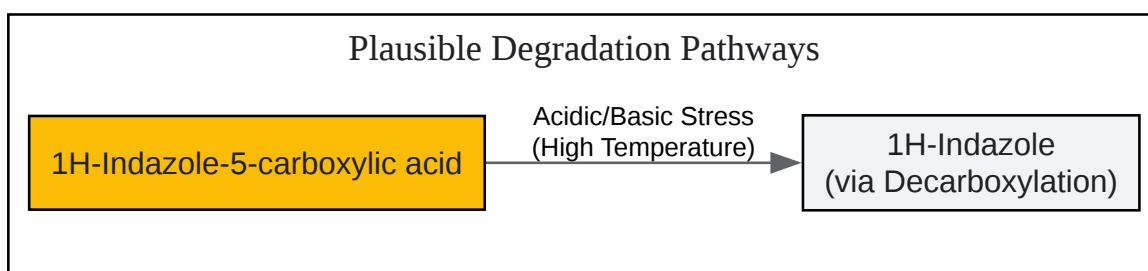 Plausible Degradation Pathways
1H-Indazole-5-carboxylic acid
Acidic/Basic Stress
(High Temperature)
1H-Indazole
(via Decarboxylation)